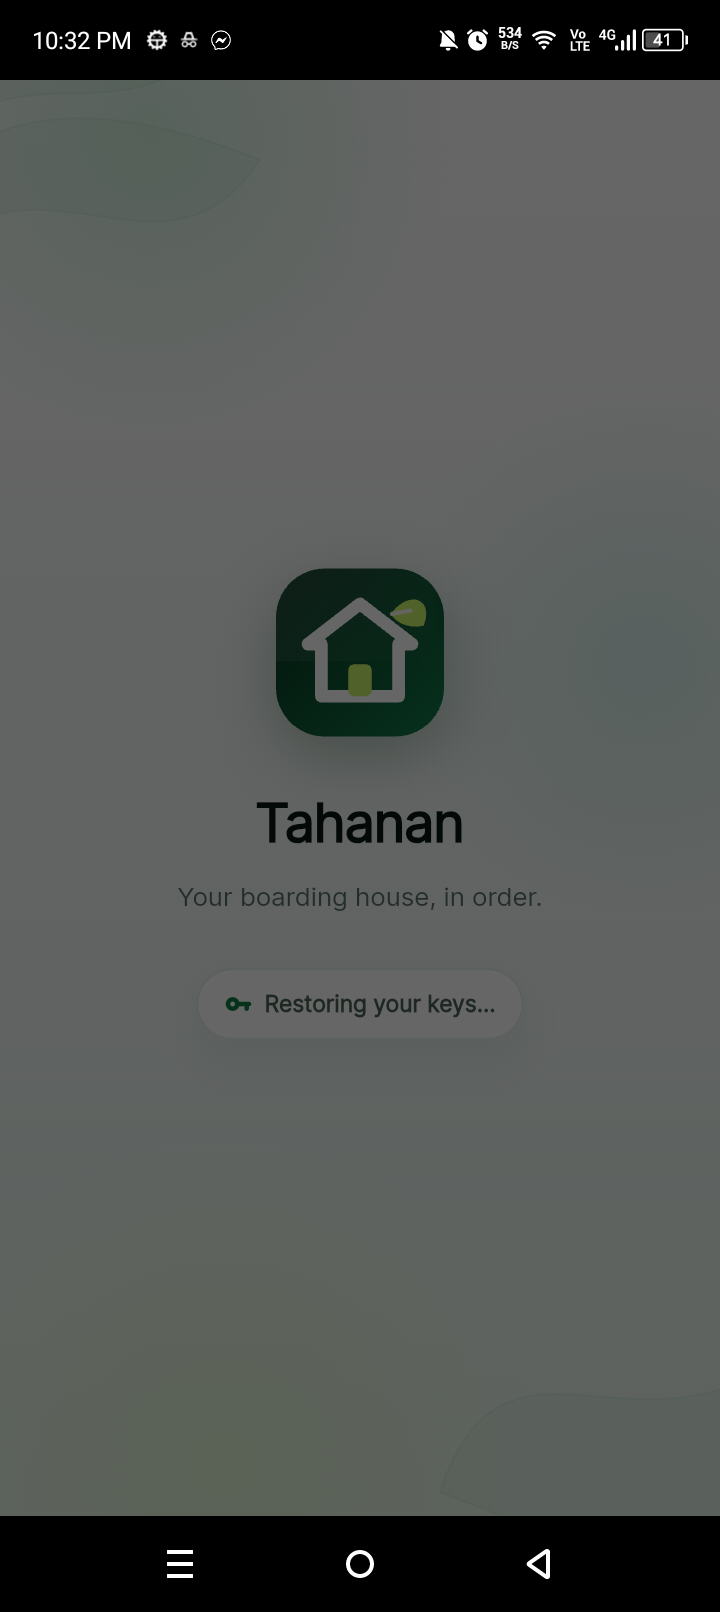 10:32 PM
534
B/S
Vo
LTE
4G
41
Tahanan
Your boarding house, in order.
Restoring your keys...